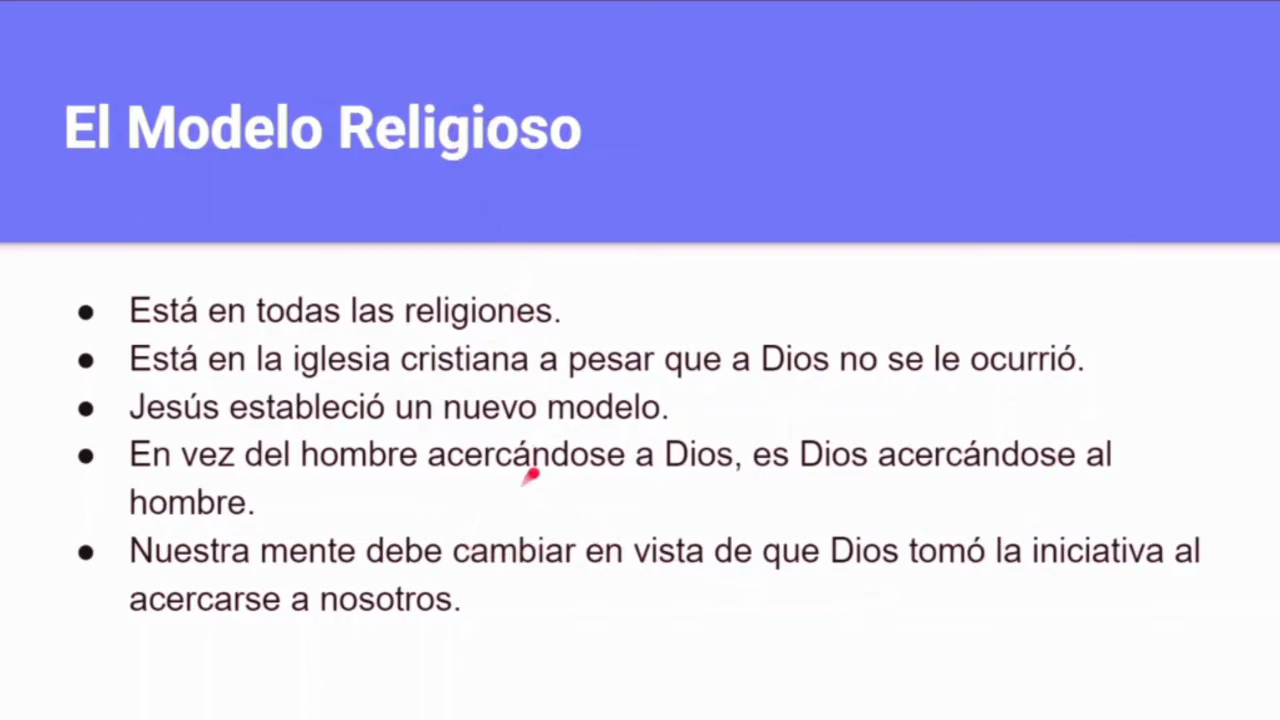 El Modelo Religioso
● Está en todas las religiones.
● Está en la iglesia cristiana a pesar que a Dios no se le ocurrió.
● Jesús estableció un nuevo modelo.
● En vez del hombre acercándose a Dios, es Dios acercándose al
hombre.
● Nuestra mente debe cambiar en vista de que Dios tomó la iniciativa al
acercarse a nosotros.